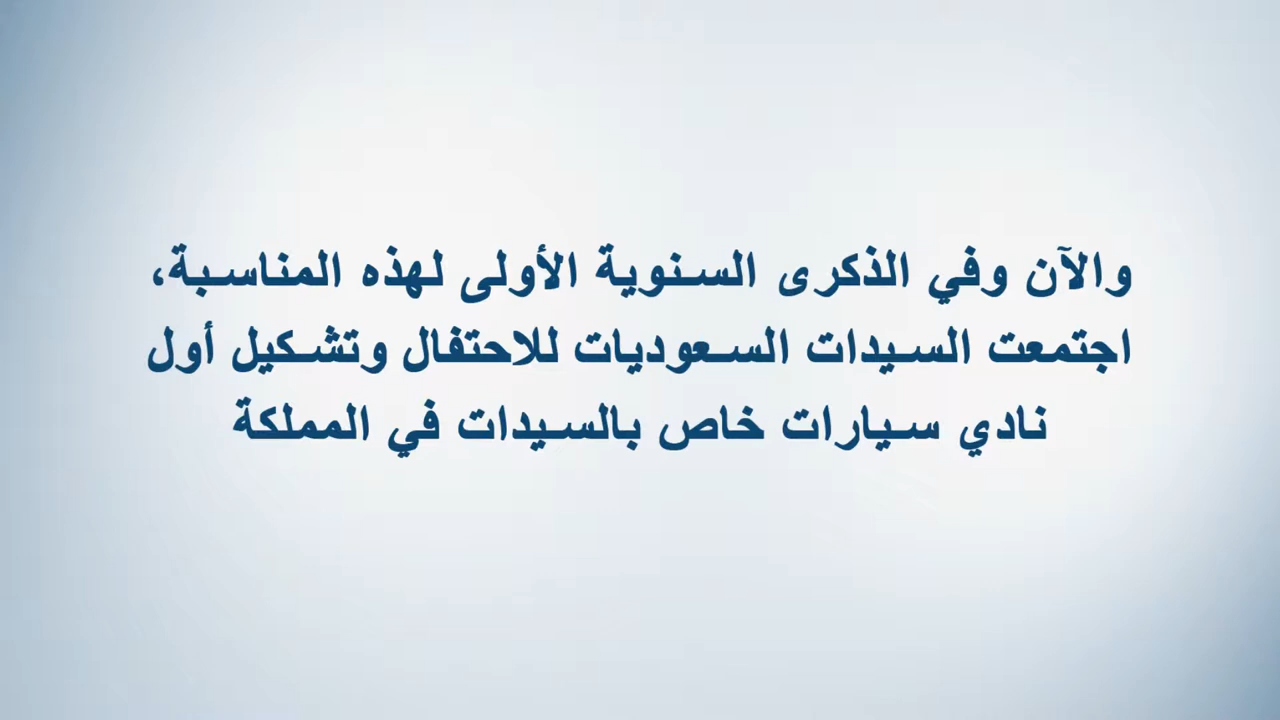 والآن وفي الذكرى السنوية الأولى لهذه المناسبة،
اجتمعت السيدات السعوديات للاحتفال وتشكيل أول
نادي سيارات خاص بالسيدات في المملكة